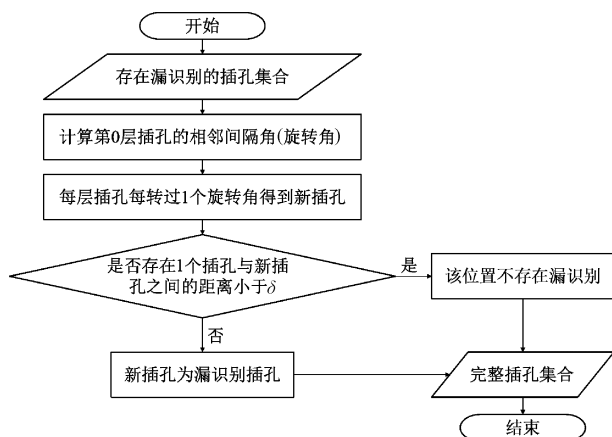 开始
存在漏识别的插孔集合
计算第0层插孔的相邻间隔角(旋转角)
每层插孔每转过1个旋转角得到新插孔
是否存在1个插孔与新插
孔之间的距离小于δ
是
该位置不存在漏识别
否
新插孔为漏识别插孔
完整插孔集合
结束